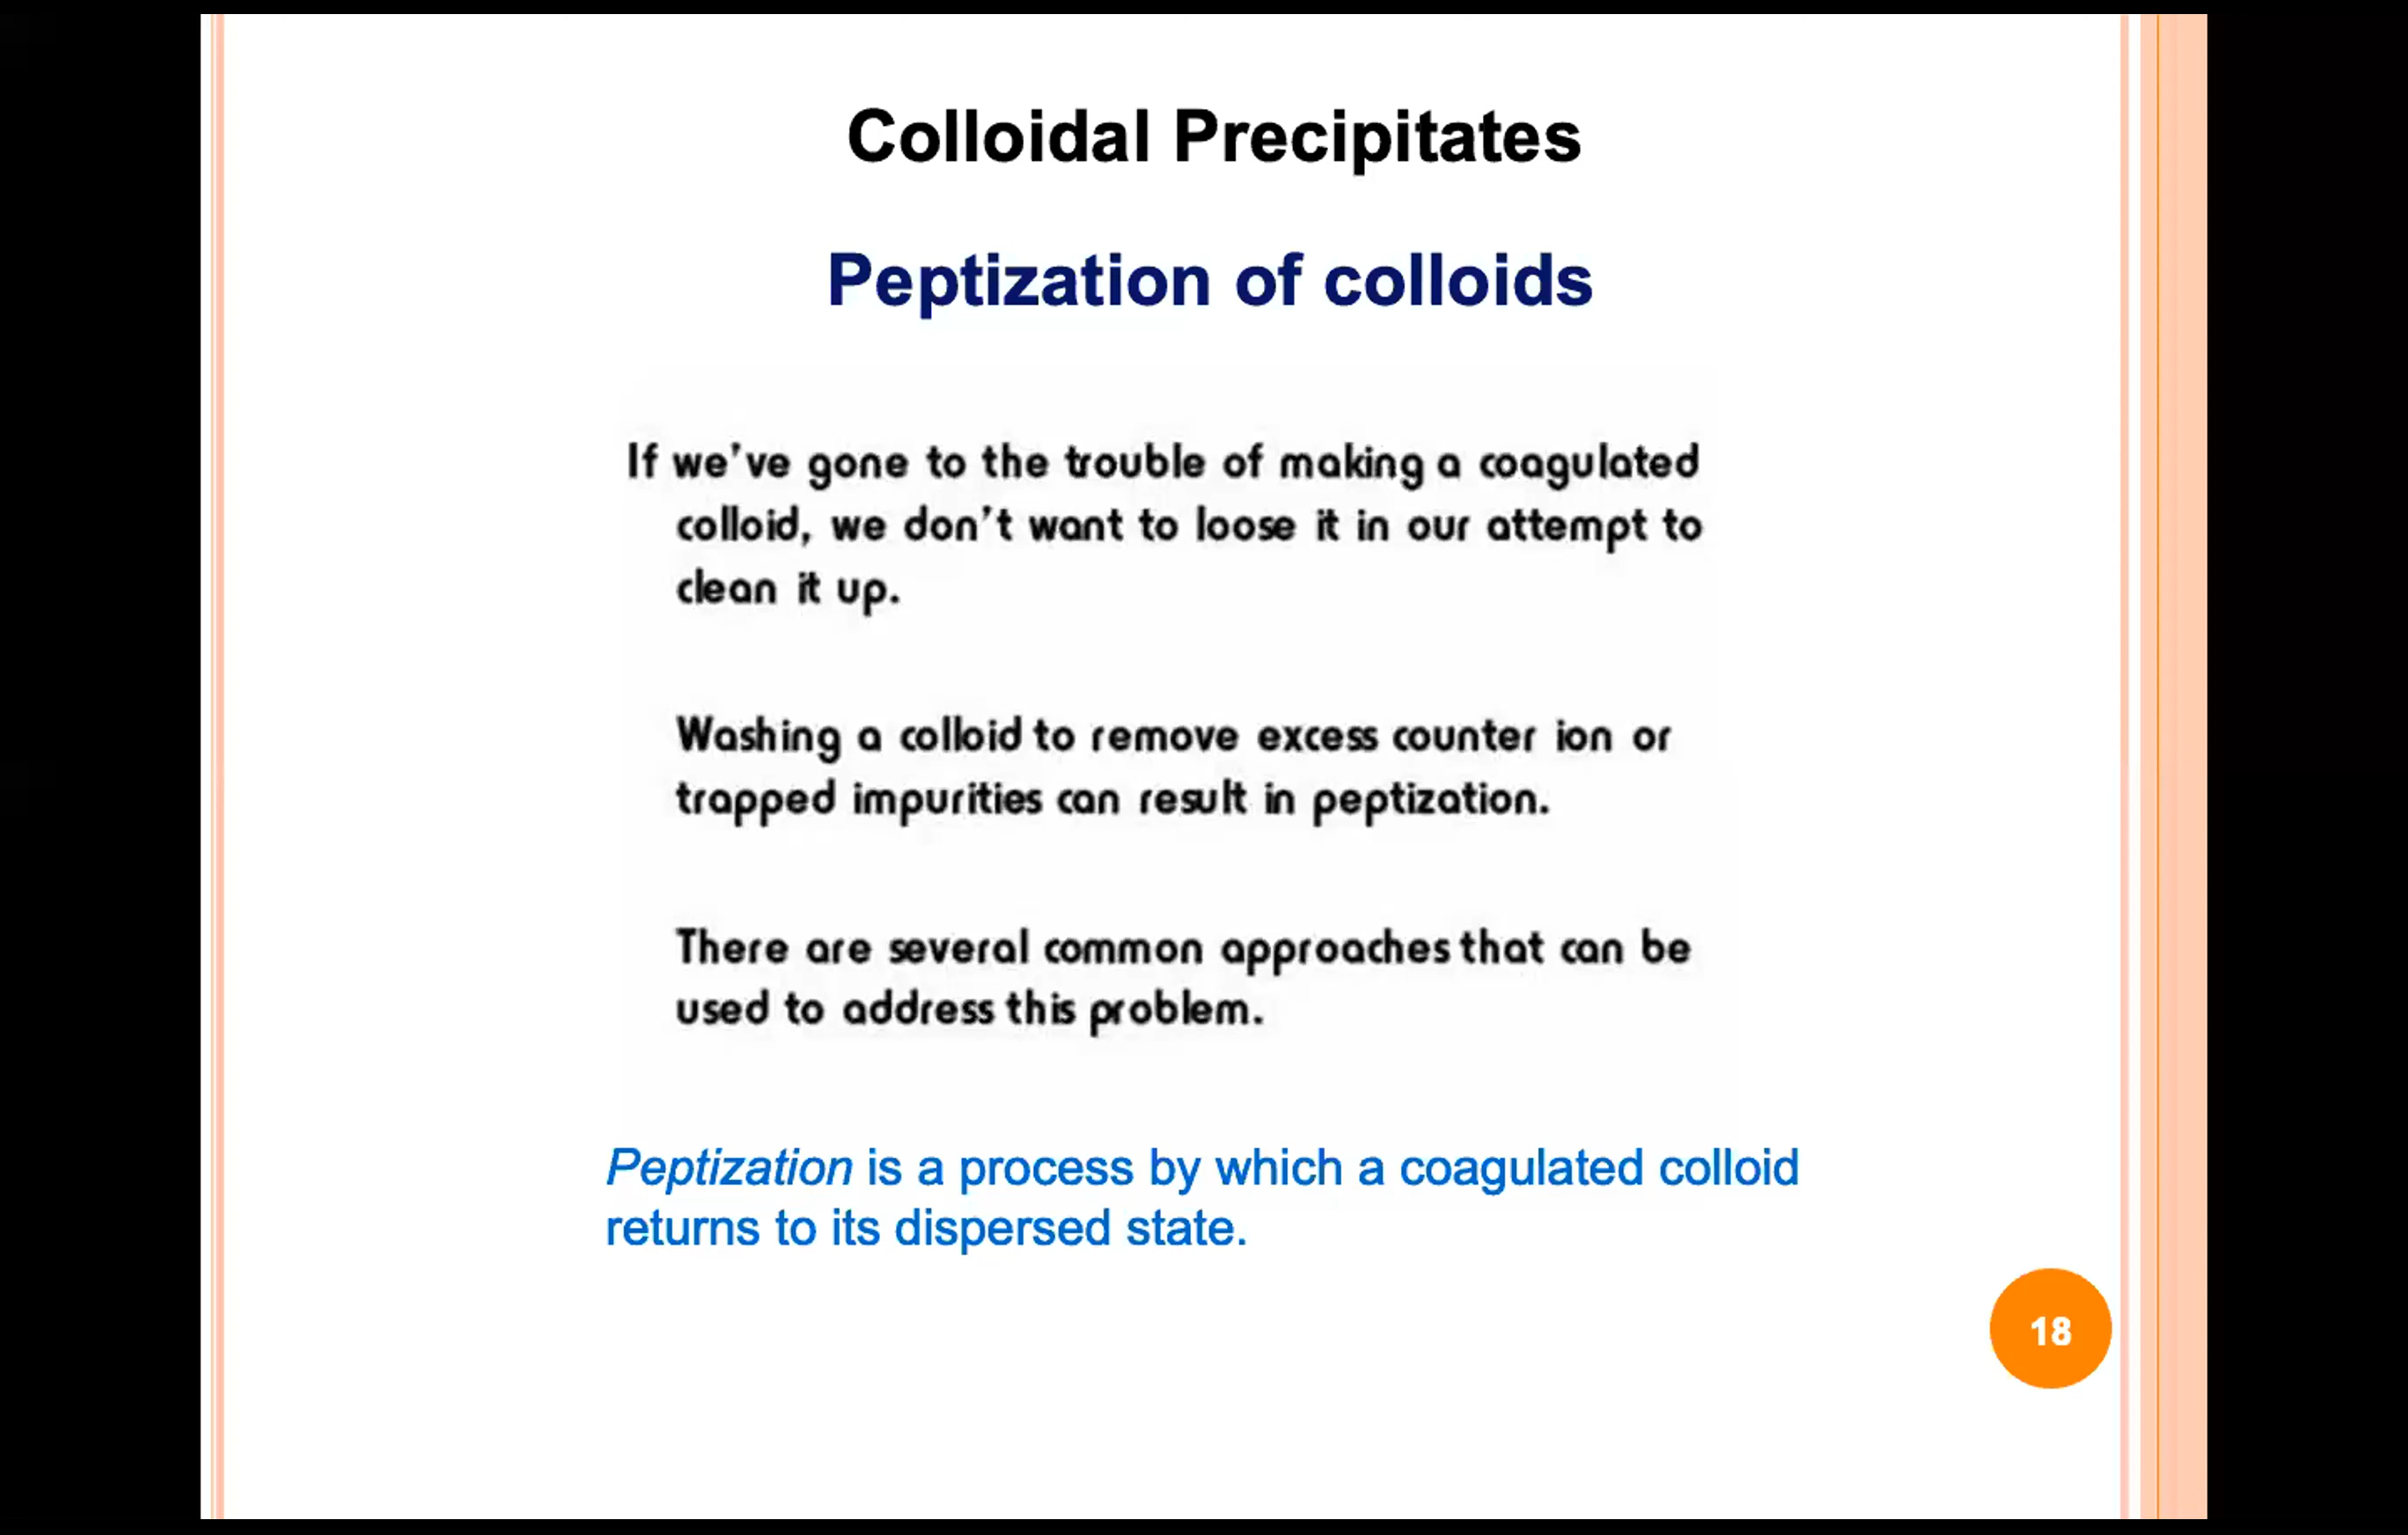 Colloidal Precipitates
Peptization of colloids
If we've gone to the trouble of making a coagulated
colloid, we don't want to loose it in our attempt to
clean it up.
Washing a colloid to remove excess counter ion or
trapped impurities can result in peptization.
There are several common approaches that can be
used to address this problem.
Peptization is a process by which a coagulated colloid
returns to its dispersed state.
18